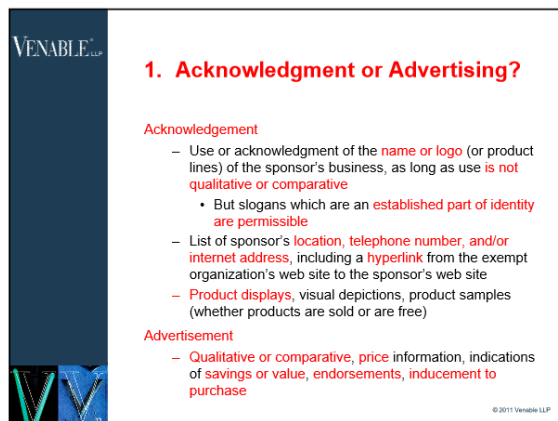 VENABLE® LLP
1. Acknowledgment or Advertising?
Acknowledgement
– Use or acknowledgment of the name or logo (or product
lines) of the sponsor's business, as long as use is not
qualitative or comparative
• But slogans which are an established part of identity
are permissible
– List of sponsor's location, telephone number, and/or
internet address, including a hyperlink from the exempt
organization's web site to the sponsor's web site
– Product displays, visual depictions, product samples
(whether products are sold or are free)
Advertisement
– Qualitative or comparative, price information, indications
of savings or value, endorsements, inducement to
purchase
© 2011 Venable LLP